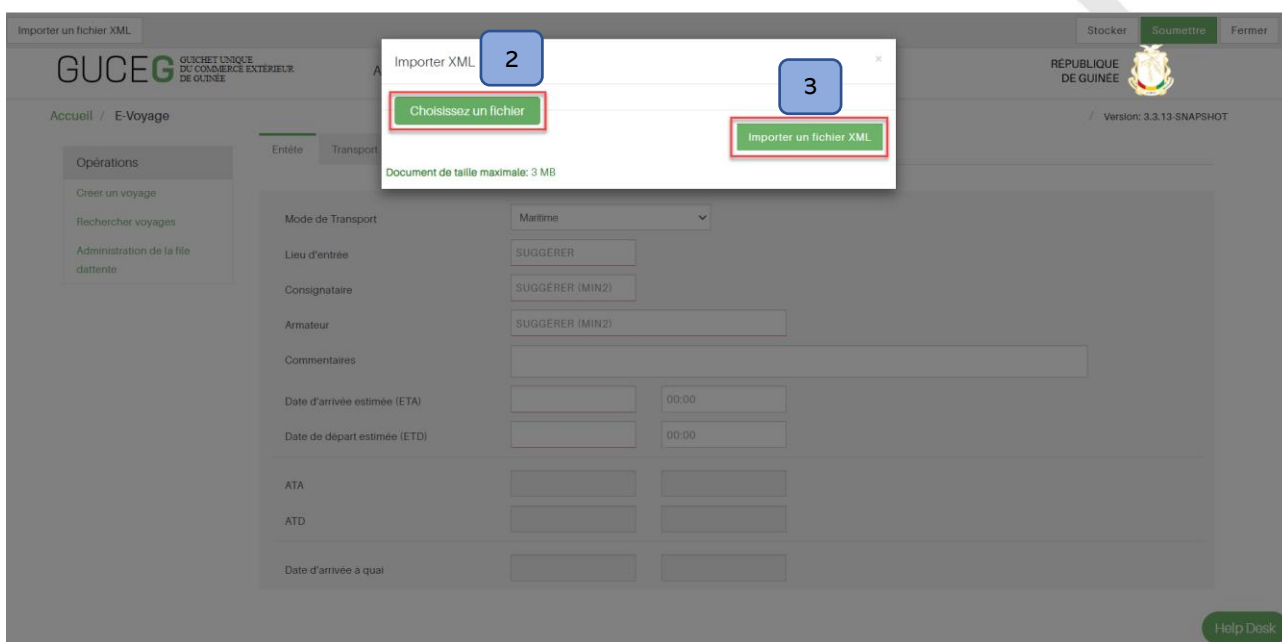 Importer un fichier XML
Stocker Soumettre Fermer
GUCEG GUICHET UNIQUE
DU COMMERCE EXTÉRIEUR
DE GUINÉE
A
RÉPUBLIQUE
DE GUINÉE
Importer XML
2
×
3
Choisissez un fichier
Importer un fichier XML
Document de taille maximale: 3 MB
Accueil / E-Voyage
/ Version: 3.3.13-SNAPSHOT
Opérations
Créer un voyage
Rechercher voyages
Administration de la file
dattente
Entête Transport
Mode de Transport Maritime
Lieu d'entrée SUGGÉRER
Consignataire SUGGÉRER (MIN2)
Armateur SUGGÉRER (MIN2)
Commentaires
Date d'arrivée estimée (ETA) 00:00
Date de départ estimée (ETD) 00:00
ATA
ATD
Date d'arrivée à quai
Help Desk